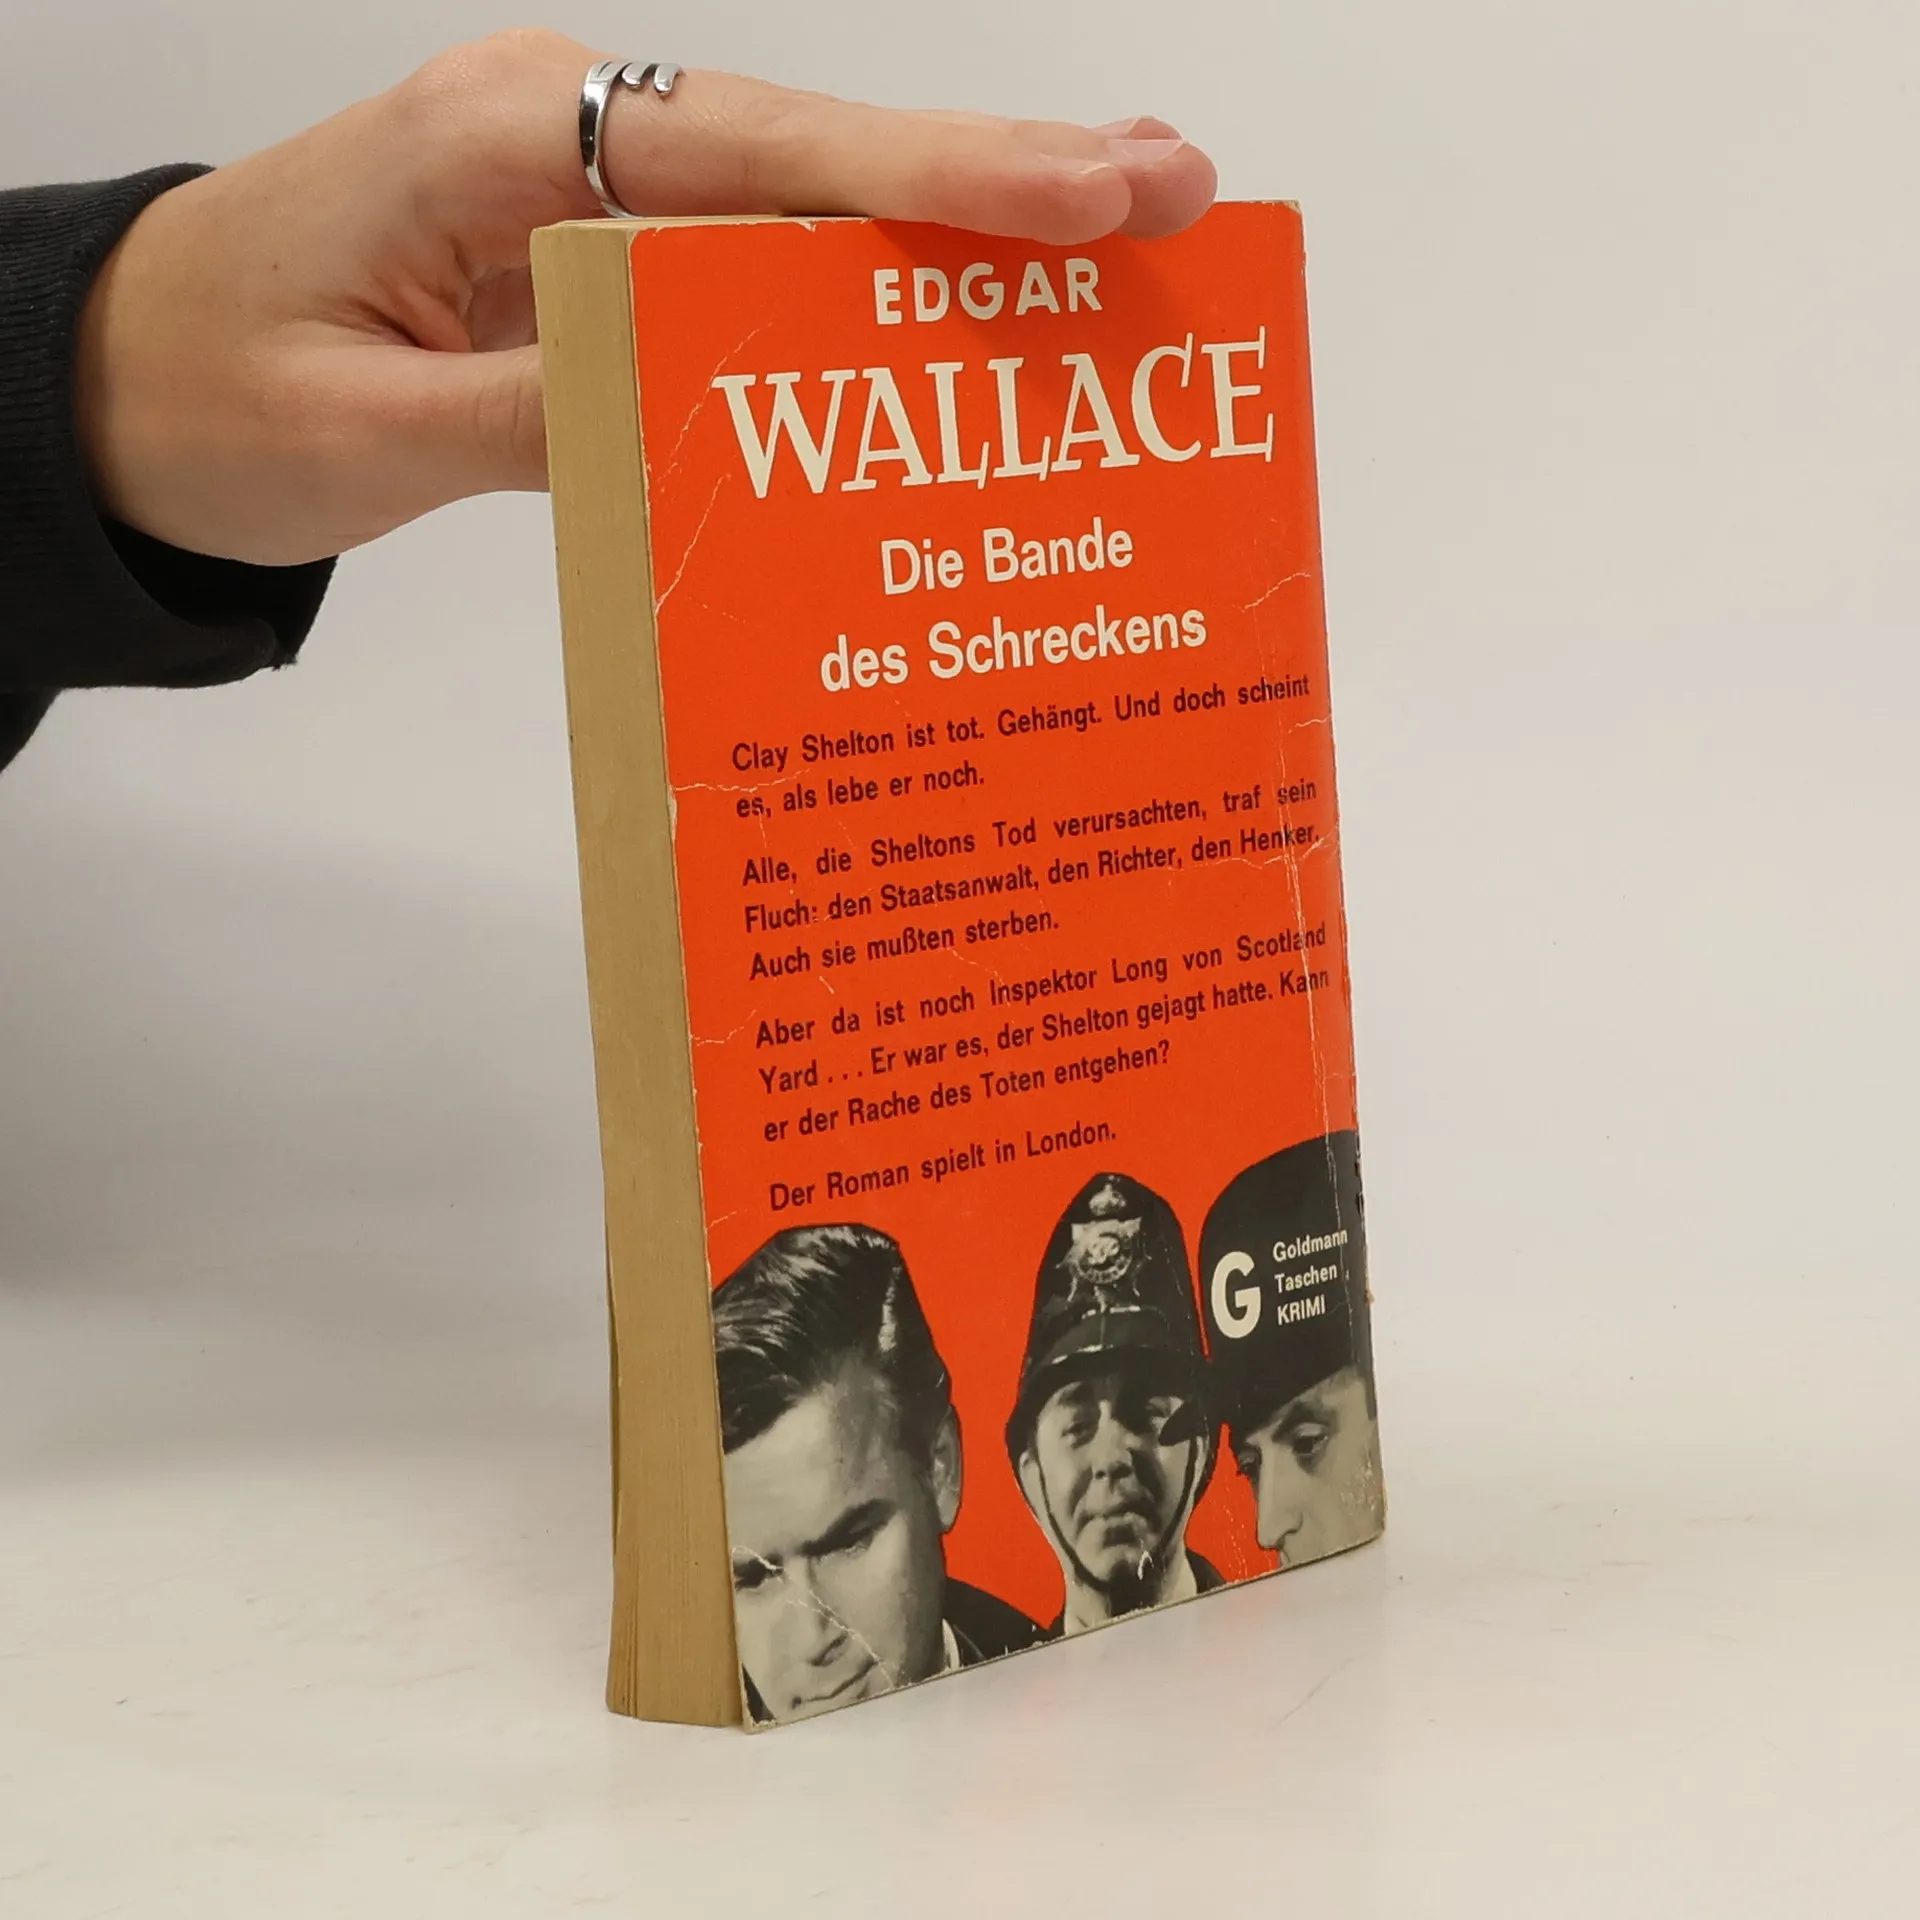 EDGAR
WALLACE
Die Bande
des Schreckens
Clay Shelton ist tot. Gehängt. Und doch scheint
es, als lebe er noch.
Alle, die Sheltons Tod verursachten, traf sein
Fluch: den Staatsanwalt, den Richter, den Henker.
Auch sie mußten sterben.
Aber da ist noch Inspektor Long von Scotland
Yard . . . Er war es, der Shelton gejagt hatte. Kann
er der Rache des Toten entgehen?
Der Roman spielt in London.
G
Goldmann
Taschen
KRIMI